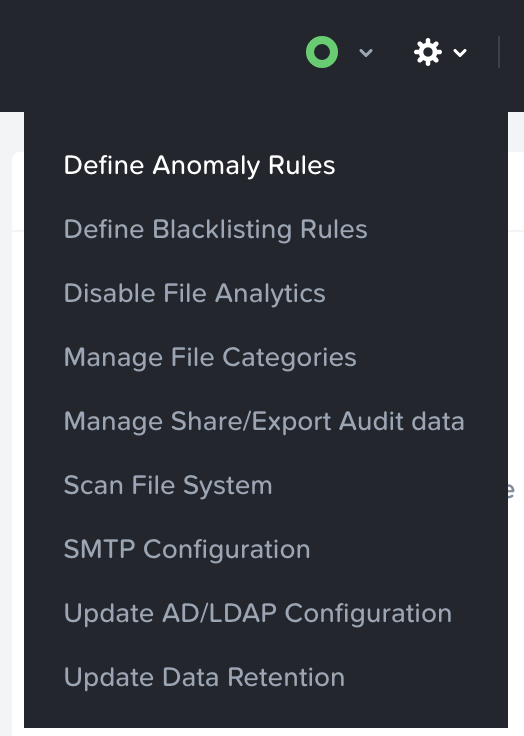 Define Anomaly Rules
Define Blacklisting Rules
Disable File Analytics
Manage File Categories
Manage Share/Export Audit data
Scan File System
SMTP Configuration
Update AD/LDAP Configuration
Update Data Retention